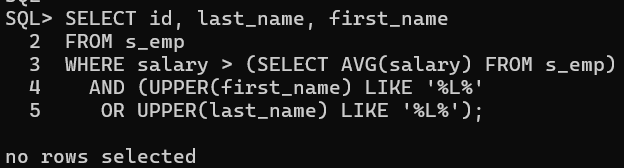 SQL> SELECT id, last_name, first_name
  2  FROM s_emp
  3  WHERE salary > (SELECT AVG(salary) FROM s_emp)
  4    AND (UPPER(first_name) LIKE '%L%'
  5     OR UPPER(last_name) LIKE '%L%');

no rows selected